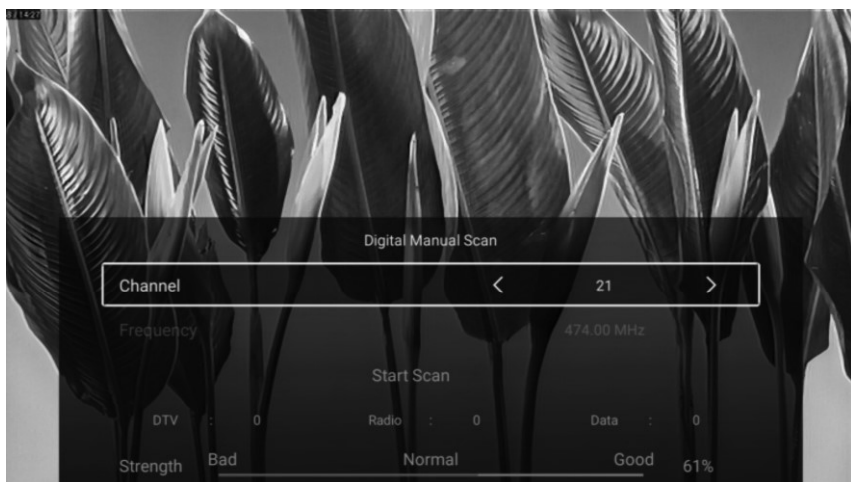 Digital Manual Scan
Channel < 21 >
Frequency 474.00 MHz
Start Scan
DTV : 0 Radio : 0 Data : 0
Strength Bad Normal Good 61%